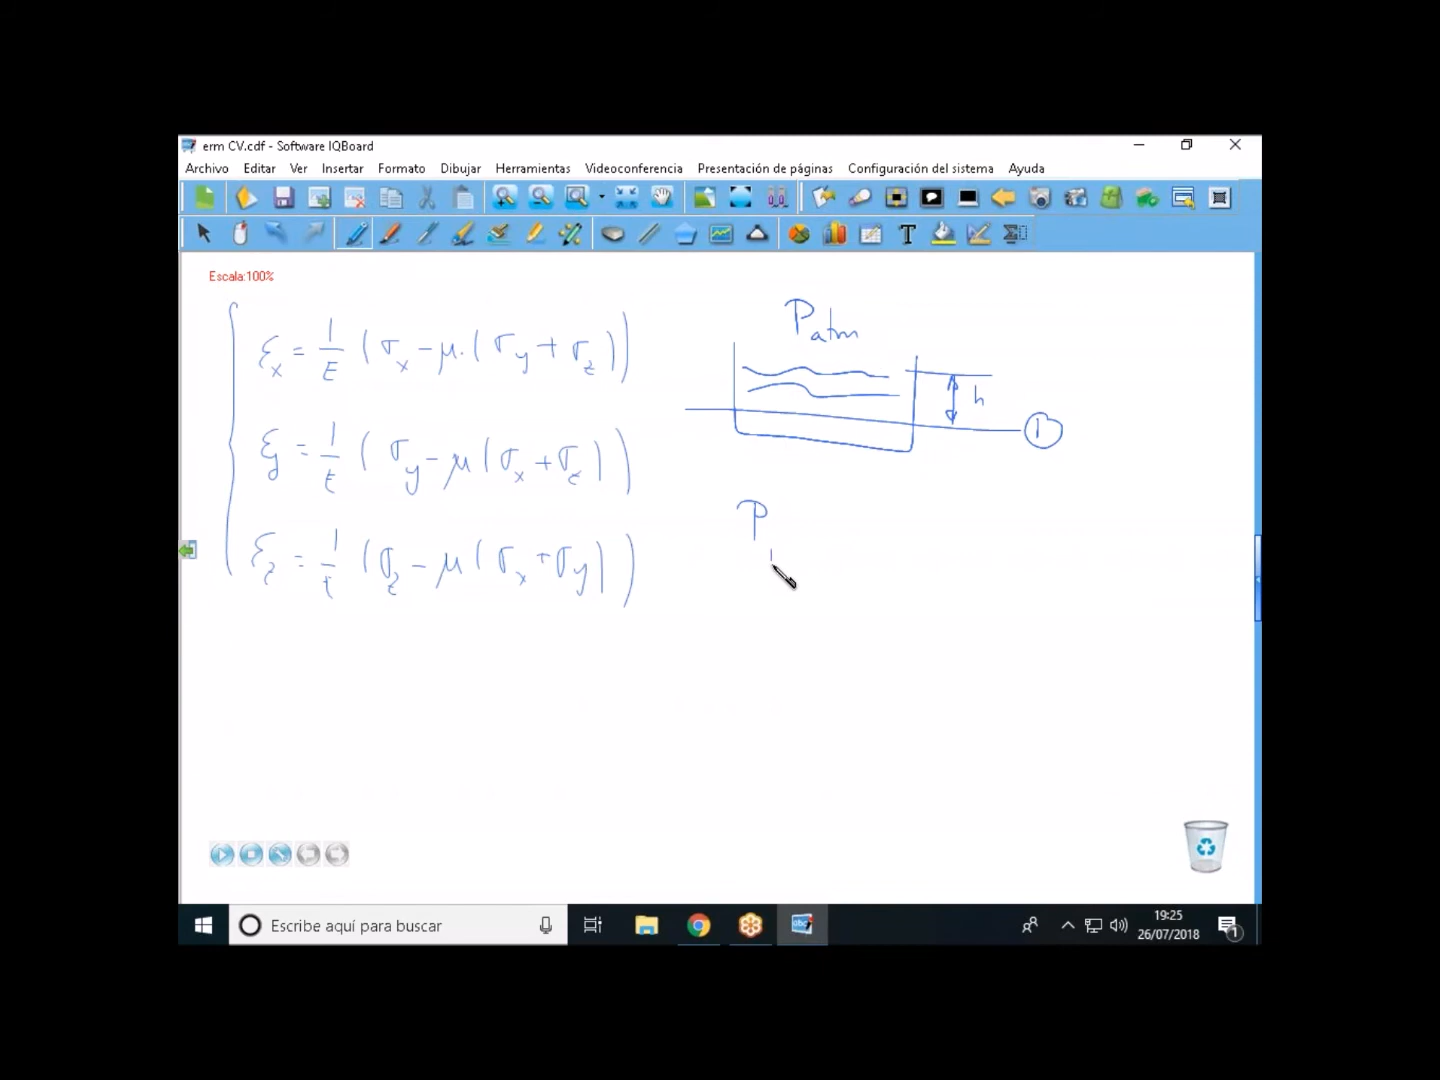 erm CV.cdf - Software IQBoard
Archivo Editar Ver Insertar Formato Dibujar Herramientas Videoconferencia Presentación de páginas Configuración del sistema Ayuda
Escala:100%
εx = 1/E (σx - μ·(σy + σz))
εy = 1/E (σy - μ(σx + σz))
εz = 1/E (σz - μ(σx + σy))
Patm
h
1
P1
Escribe aquí para buscar
19:25
26/07/2018
1